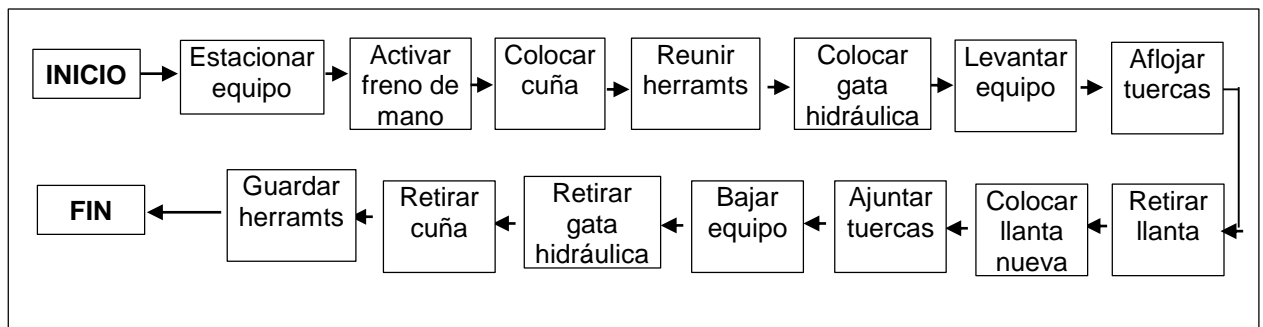 INICIO
Estacionar
equipo
Activar
freno de
mano
Colocar
cuña
Reunir
herramts
Colocar
gata
hidráulica
Levantar
equipo
Aflojar
tuercas
Retirar
llanta
Colocar
llanta
nueva
Ajuntar
tuercas
Bajar
equipo
Retirar
gata
hidráulica
Retirar
cuña
Guardar
herramts
FIN